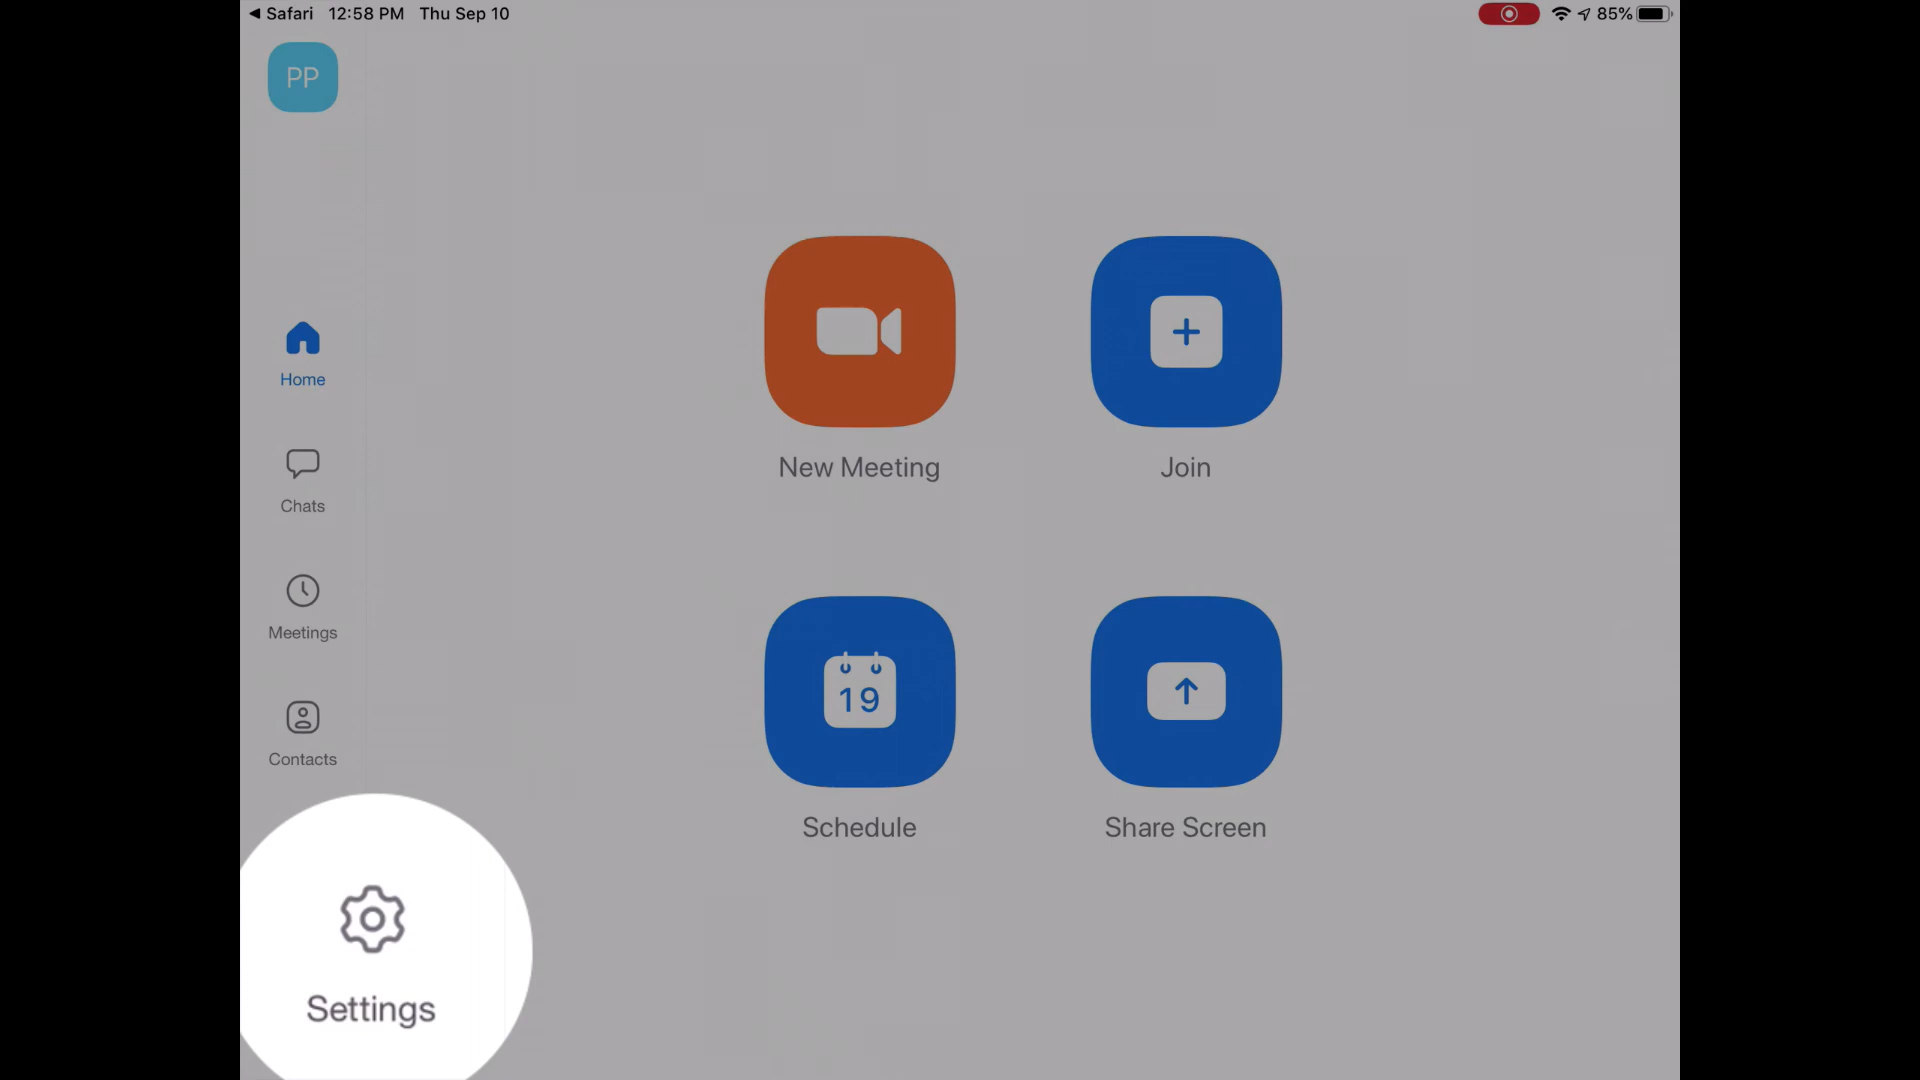 ◀ Safari 12:58 PM Thu Sep 10
85%
PP
Home
Chats
Meetings
Contacts
Settings
New Meeting
Join
19
Schedule
Share Screen